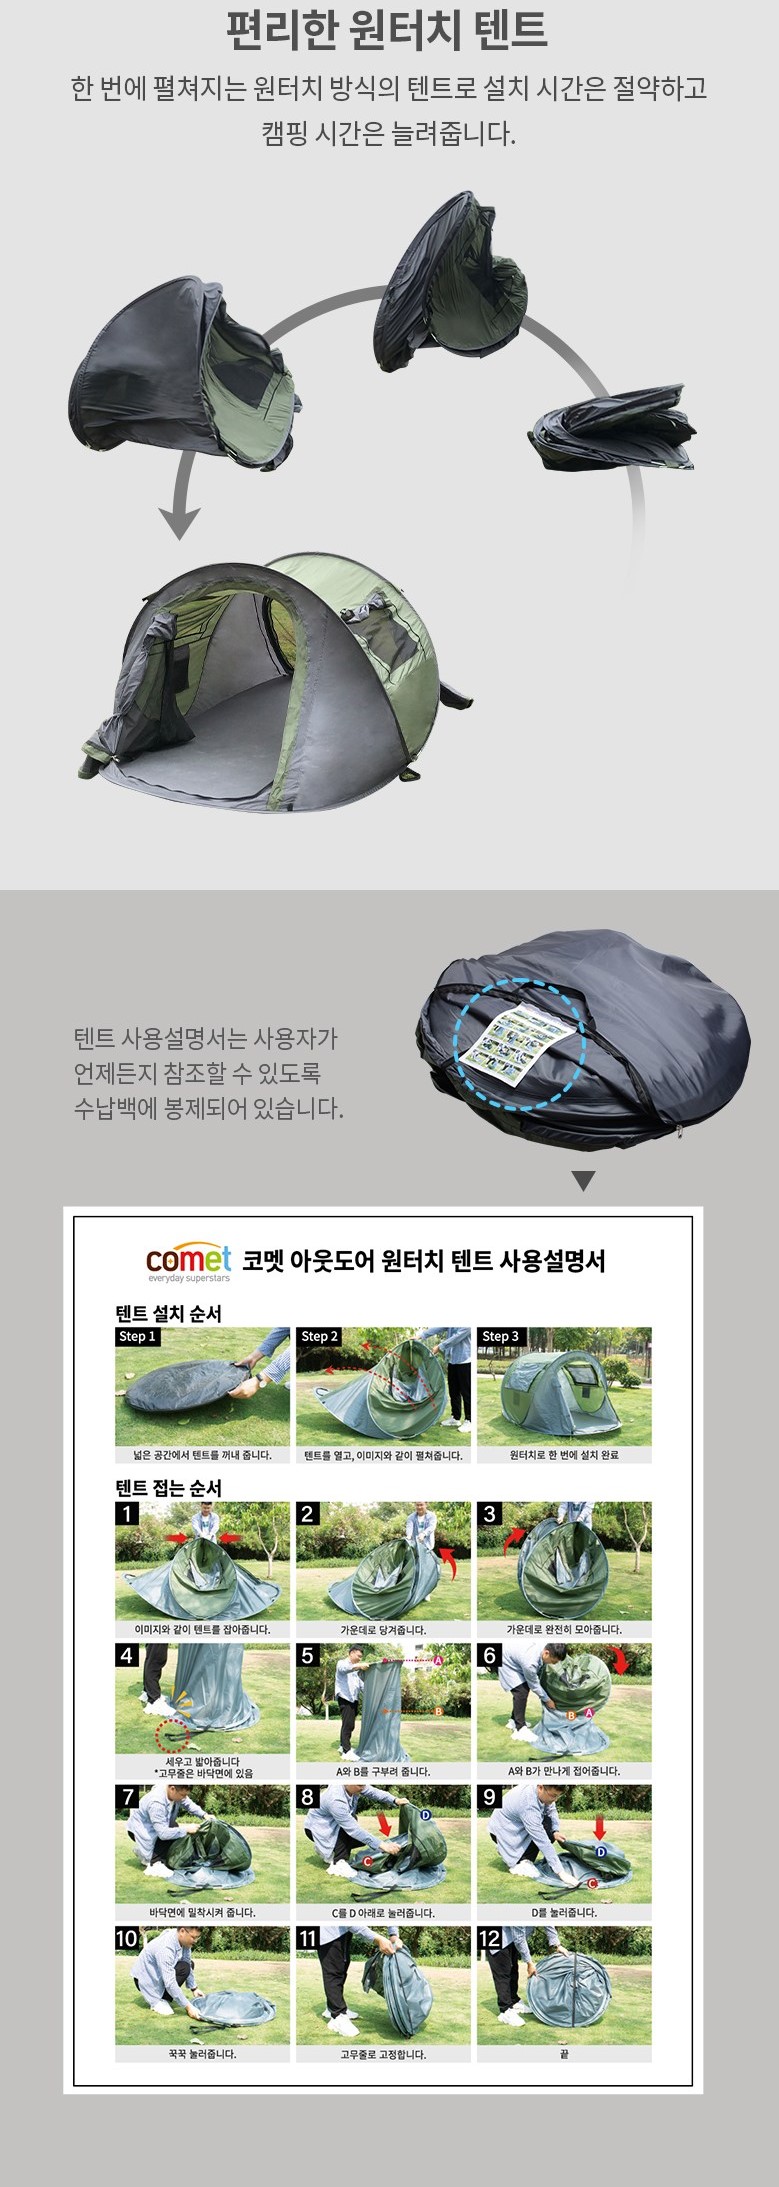 편리한 원터치 텐트
한 번에 펼쳐지는 원터치 방식의 텐트로 설치 시간은 절약하고
캠핑 시간은 늘려줍니다.
텐트 사용설명서는 사용자가
언제든지 참조할 수 있도록
수납백에 봉제되어 있습니다.
comet 코멧 아웃도어 원터치 텐트 사용설명서
everyday superstars
텐트 설치 순서
Step 1 Step 2 Step 3
넓은 공간에서 텐트를 꺼내 줍니다. 텐트를 열고, 이미지와 같이 펼쳐줍니다. 원터치로 한 번에 설치 완료
텐트 접는 순서
1 2 3
이미지와 같이 텐트를 잡아줍니다. 가운데로 당겨줍니다. 가운데로 완전히 모아줍니다.
4 5 A B 6 B A
세우고 밟아줍니다
*고무줄은 바닥면에 있음 A와 B를 구부려 줍니다. A와 B가 만나게 접어줍니다.
7 8 D C 9 D C
바닥면에 밀착시켜 줍니다. C를 D 아래로 눌러줍니다. D를 눌러줍니다.
10 11 12
꾹꾹 눌러줍니다. 고무줄로 고정합니다. 끝